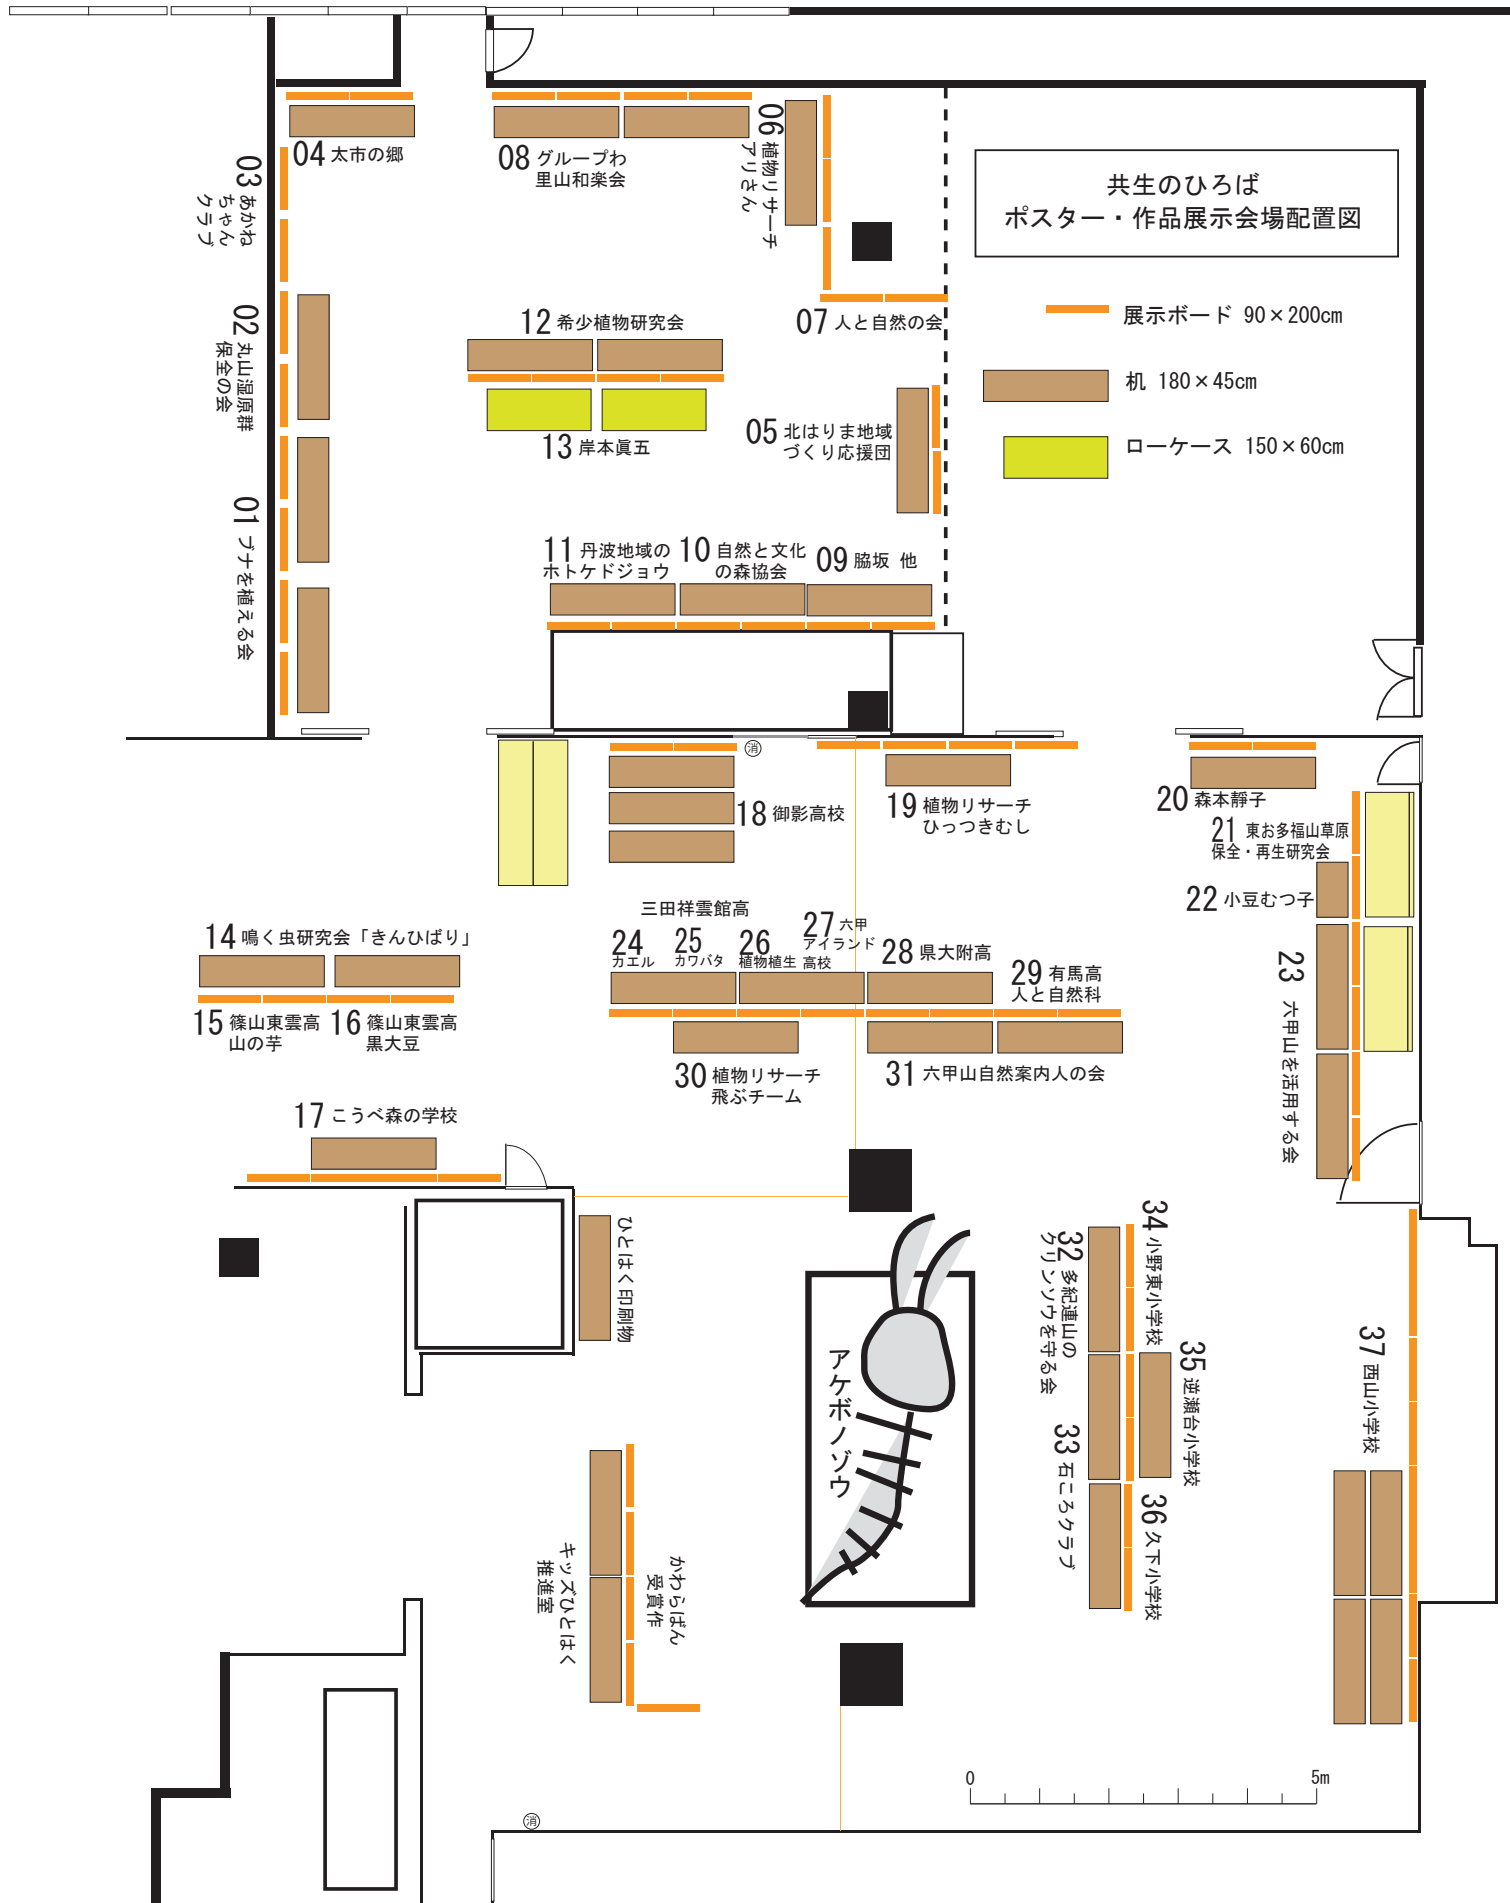 共生のひろば
ポスター・作品展示会場配置図
展示ボード 90×200cm
机 180×45cm
ローケース 150×60cm
04 太市の郷
03 あかね
ちゃん
クラブ
02 丸山湿原群
保全の会
01 ブナを植える会
08 グループわ
里山和楽会
06 植物リサーチ
アリさん
07 人と自然の会
12 希少植物研究会
13 岸本眞五
05 北はりま地域
づくり応援団
11 丹波地域の
ホトケドジョウ
10 自然と文化
の森協会
09 脇坂 他
消
18 御影高校
19 植物リサーチ
ひっつきむし
20 森本靜子
21 東お多福山草原
保全・再生研究会
22 小豆むつ子
23 六甲山を活用する会
14 鳴く虫研究会「きんひばり」
15 篠山東雲高
山の芋
16 篠山東雲高
黒大豆
17 こうべ森の学校
三田祥雲館高
24
カエル
25
カワバタ
26
植物植生
27 六甲
アイランド
高校
28 県大附高
29 有馬高
人と自然科
30 植物リサーチ
飛ぶチーム
31 六甲山自然案内人の会
ひとはく印刷物
アケボノゾウ
32 多紀連山の
クリンソウを守る会
33 石ころクラブ
34 小野東小学校
35 逆瀬台小学校
36 久下小学校
37 西山小学校
キッズひとはく
推進室
かわらばん
受賞作
0 5m
消